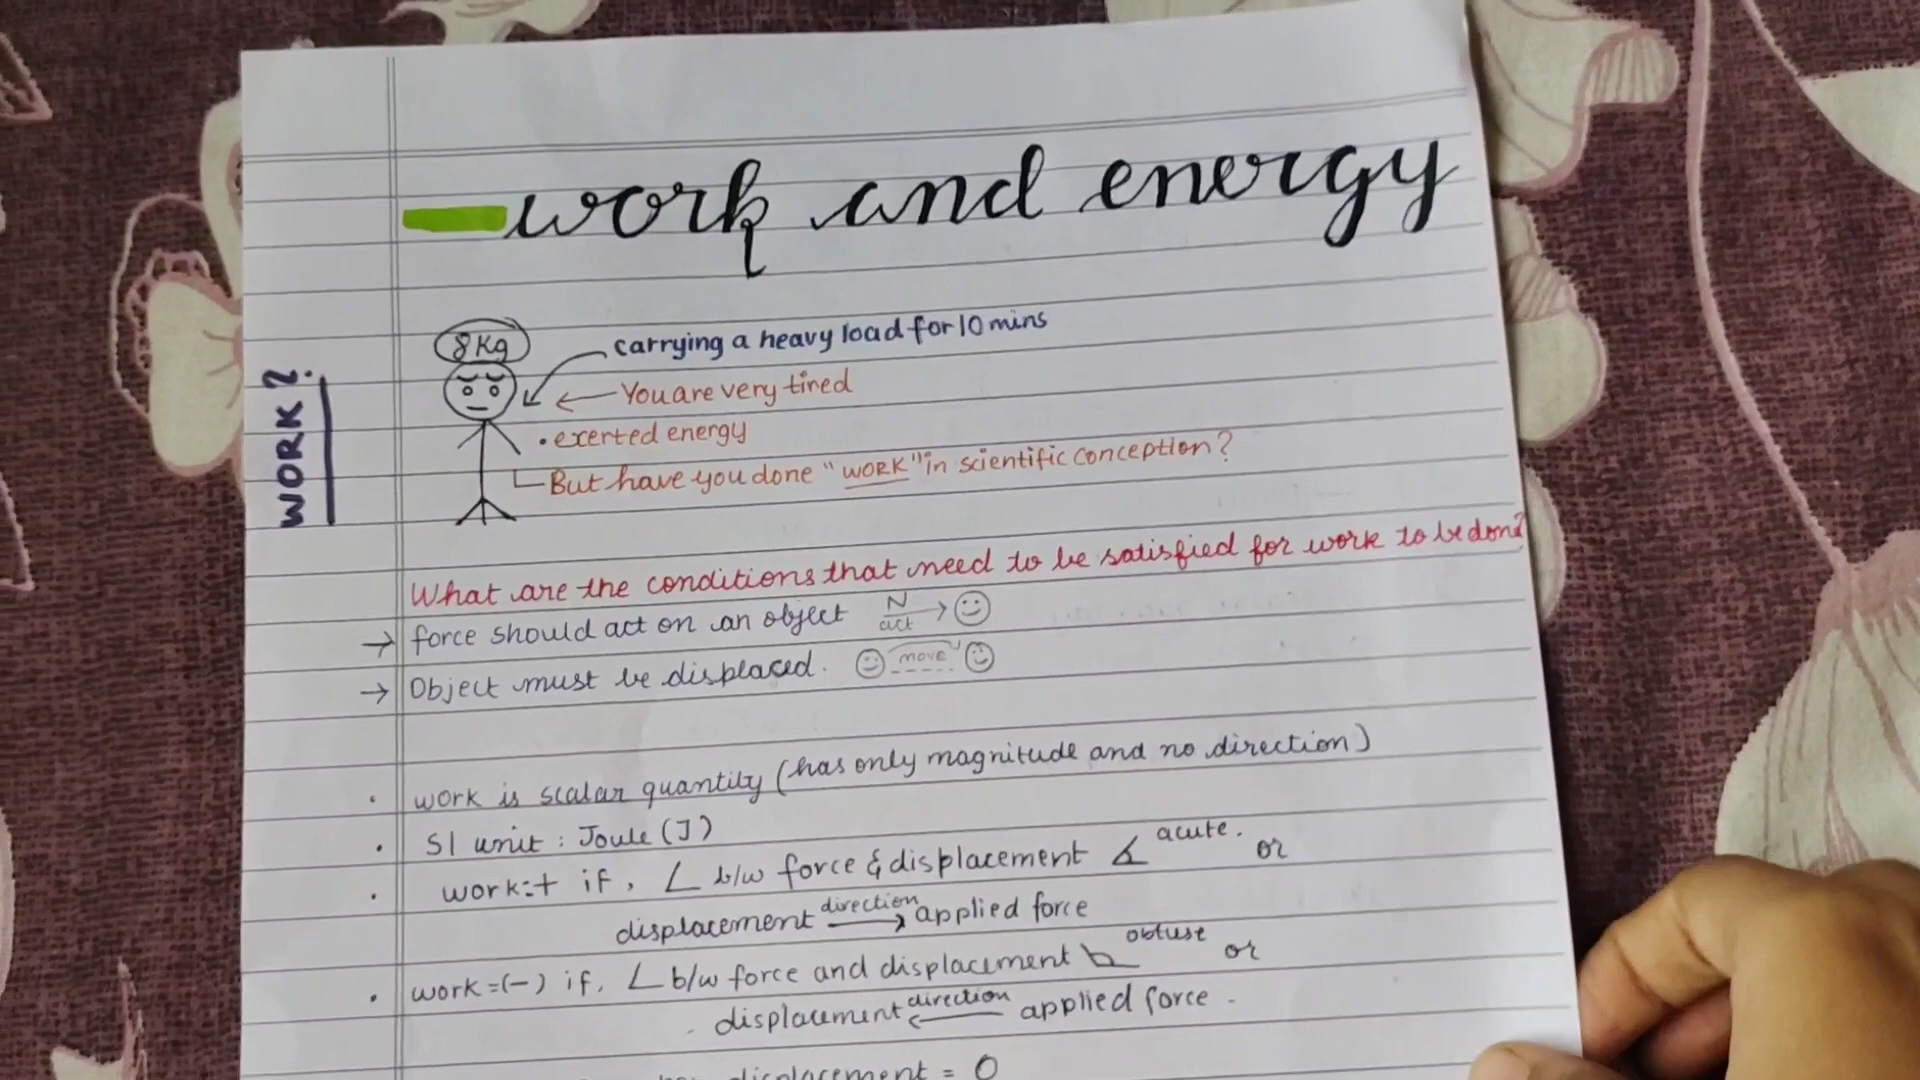 work and energy
WORK?
8Kg
carrying a heavy load for 10 mins
You are very tired
• exerted energy
But have you done "WORK" in scientific conception?
What are the conditions that need to be satisfied for work to be done?
→ force should act on an object N act → 
→ Object must be displaced. move
• work is scalar quantity (has only magnitude and no direction)
• SI unit : Joule (J)
• work=+ if, ∠ b/w force & displacement acute. or
displacement direction → applied force
• work=(-) if, ∠ b/w force and displacement obtuse or
displacement direction ← applied force.
displacement = 0